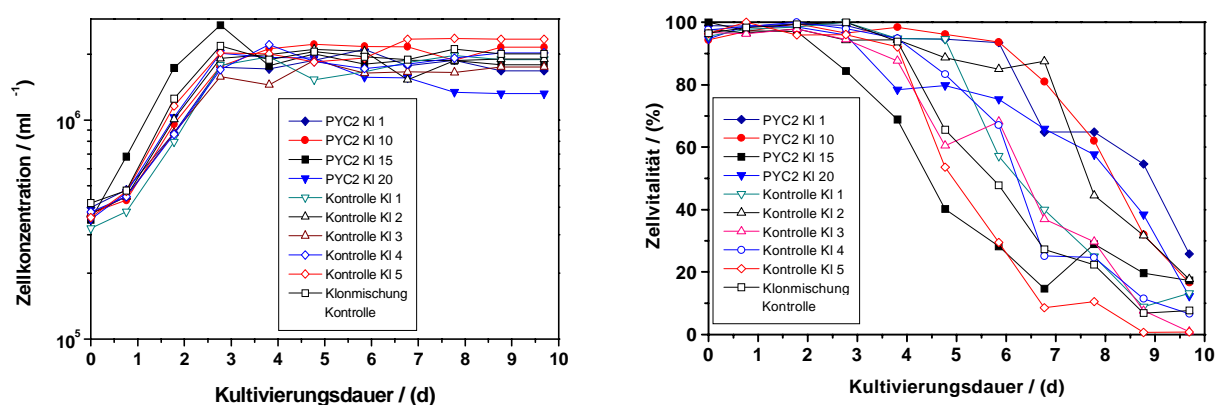 Zellkonzentration / (ml⁻¹)
10⁶
10⁵
PYC2 Kl 1
PYC2 Kl 10
PYC2 Kl 15
PYC2 Kl 20
Kontrolle Kl 1
Kontrolle Kl 2
Kontrolle Kl 3
Kontrolle Kl 4
Kontrolle Kl 5
Klonmischung
Kontrolle
0 1 2 3 4 5 6 7 8 9 10
Kultivierungsdauer / (d)
Zellvitalität / (%)
100
80
60
40
20
0
PYC2 Kl 1
PYC2 Kl 10
PYC2 Kl 15
PYC2 Kl 20
Kontrolle Kl 1
Kontrolle Kl 2
Kontrolle Kl 3
Kontrolle Kl 4
Kontrolle Kl 5
Klonmischung
Kontrolle
0 1 2 3 4 5 6 7 8 9 10
Kultivierungsdauer / (d)